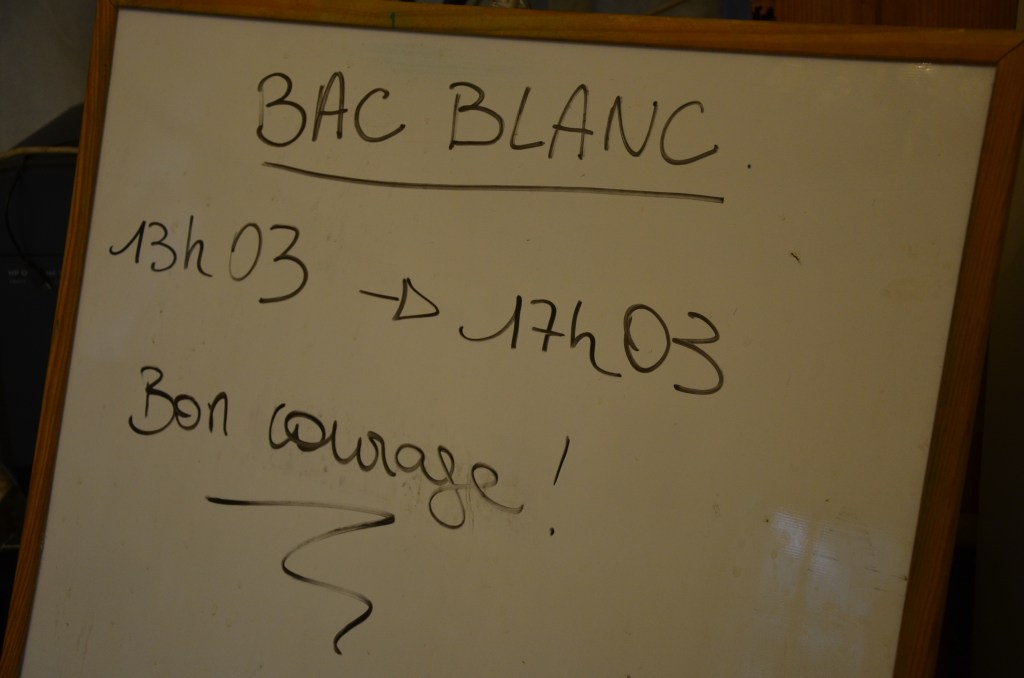 BAC BLANC.
13h03 → 17h03
Bon courage !